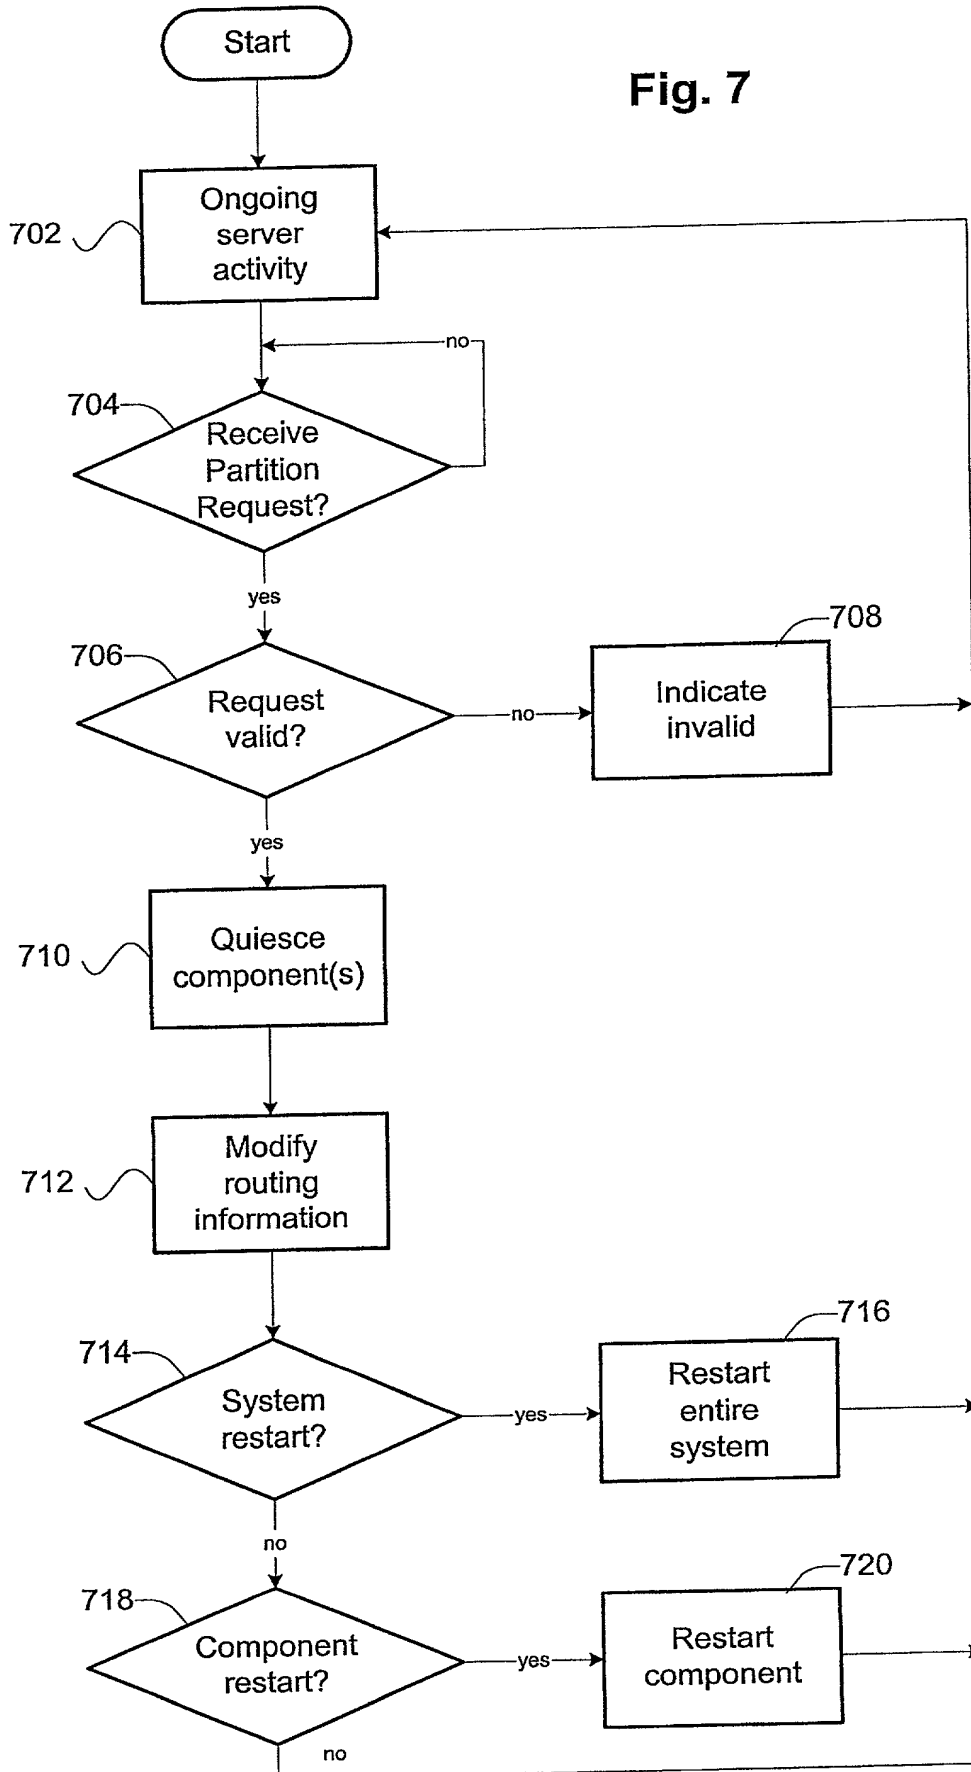 Start
Fig. 7
702
Ongoing
server
activity
no
704
Receive
Partition
Request?
yes
706
Request
valid?
no
708
Indicate
invalid
yes
710
Quiesce
component(s)
712
Modify
routing
information
714
System
restart?
yes
716
Restart
entire
system
no
718
Component
restart?
yes
720
Restart
component
no